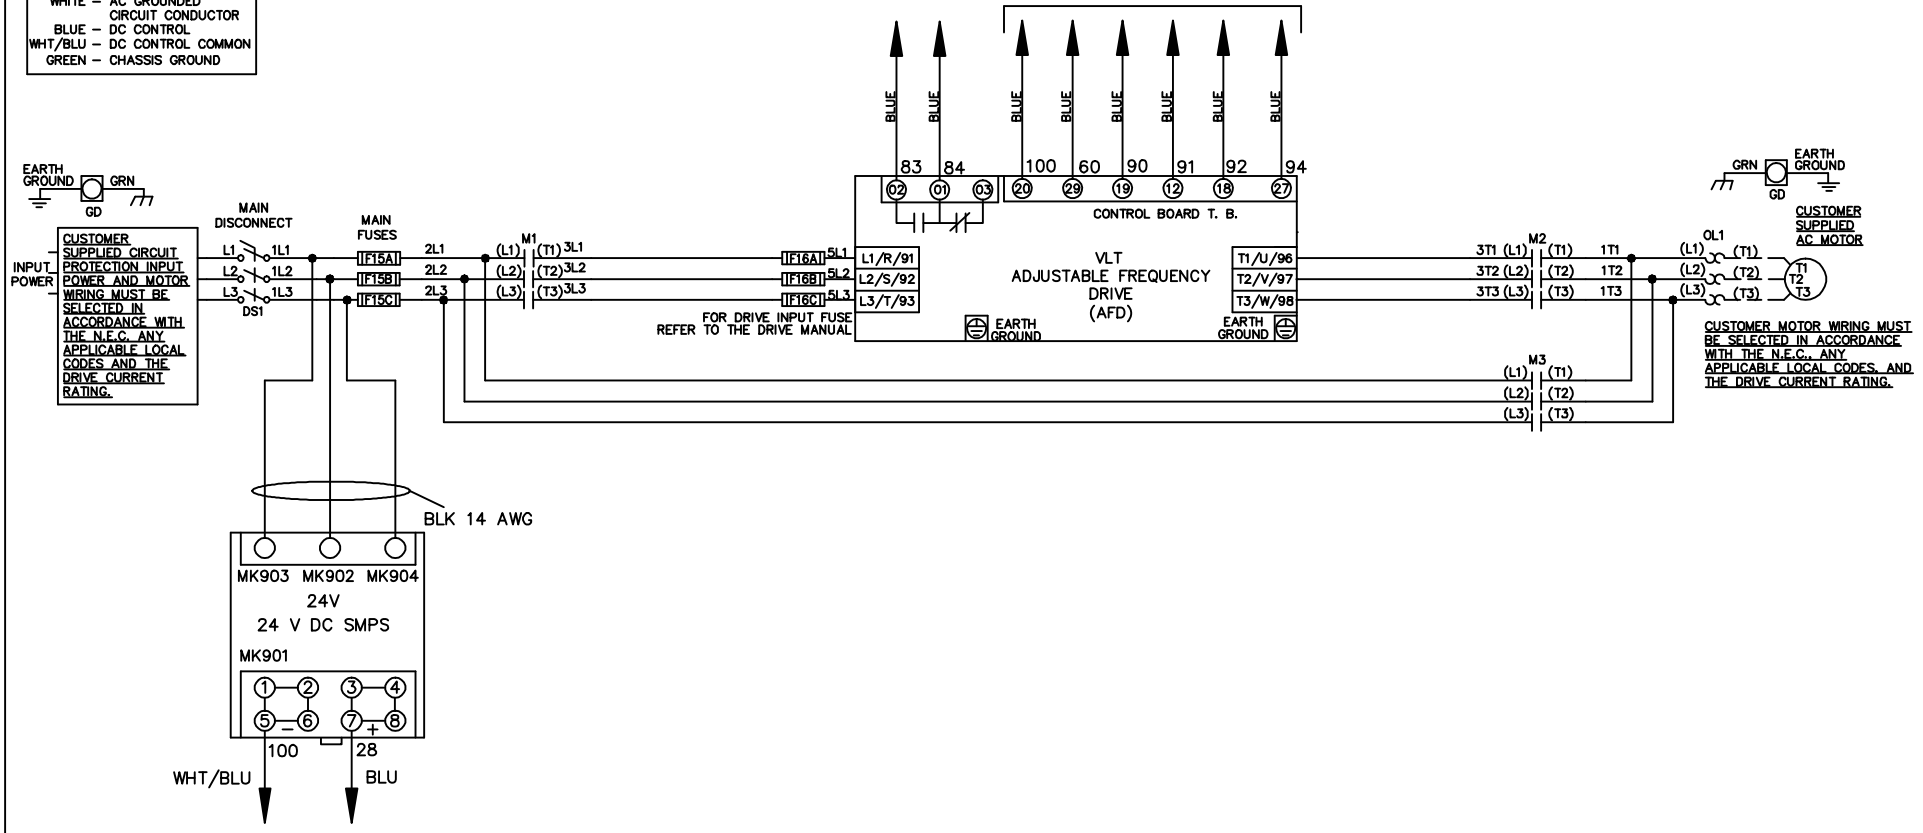 WHITE – AC GROUNDED
CIRCUIT CONDUCTOR
BLUE – DC CONTROL
WHT/BLU – DC CONTROL COMMON
GREEN – CHASSIS GROUND
BLUE
BLUE
BLUE
BLUE
BLUE
BLUE
BLUE
BLUE
83
84
100
60
90
91
92
94
02
01
03
20
29
19
12
18
27
CONTROL BOARD T. B.
EARTH
GROUND
GRN
GD
MAIN
DISCONNECT
MAIN
FUSES
INPUT
POWER
CUSTOMER
SUPPLIED CIRCUIT
PROTECTION INPUT
POWER AND MOTOR
WIRING MUST BE
SELECTED IN
ACCORDANCE WITH
THE N.E.C. ANY
APPLICABLE LOCAL
CODES AND THE
DRIVE CURRENT
RATING.
L1 1L1 F15A 2L1 (L1) M1 (T1) 3L1 F16A 5L1 L1/R/91
L2 1L2 F15B 2L2 (L2) (T2) 3L2 F16B 5L2 L2/S/92
L3 1L3 F15C 2L3 (L3) (T3) 3L3 F16C 5L3 L3/T/93
DS1
FOR DRIVE INPUT FUSE
REFER TO THE DRIVE MANUAL
VLT
ADJUSTABLE FREQUENCY
DRIVE
(AFD)
EARTH
GROUND
EARTH
GROUND
T1/U/96 3T1 (L1) M2 (T1) 1T1 (L1) OL1 (T1) T1
T2/V/97 3T2 (L2) (T2) 1T2 (L2) (T2) T2
T3/W/98 3T3 (L3) (T3) 1T3 (L3) (T3) T3
GRN
EARTH
GROUND
GD
CUSTOMER
SUPPLIED
AC MOTOR
CUSTOMER MOTOR WIRING MUST
BE SELECTED IN ACCORDANCE
WITH THE N.E.C., ANY
APPLICABLE LOCAL CODES, AND
THE DRIVE CURRENT RATING.
M3
(L1) (T1)
(L2) (T2)
(L3) (T3)
BLK 14 AWG
MK903 MK902 MK904
24V
24 V DC SMPS
MK901
1 2 3 4
5 – 6 7 + 8
100 28
WHT/BLU BLU